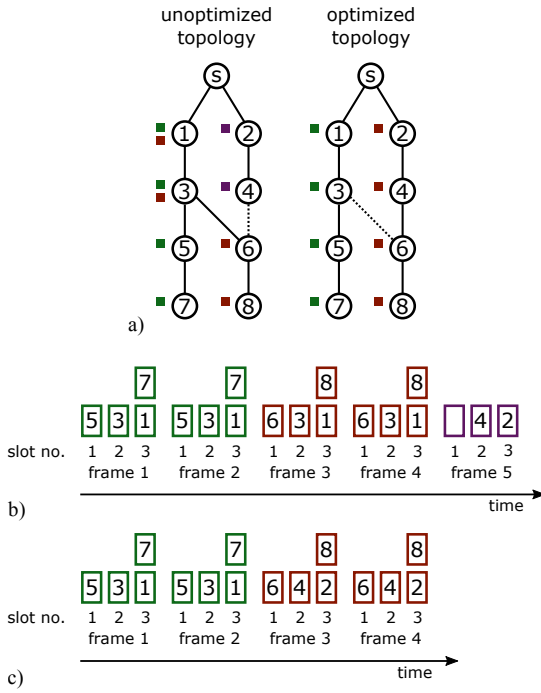 unoptimized optimized
topology topology
s s
1 2 1 2
3 4 3 4
5 6 5 6
7 8 7 8
a)
7 7 8 8
5 3 1 5 3 1 6 3 1 6 3 1 4 2
slot no. 1 2 3 1 2 3 1 2 3 1 2 3 1 2 3
frame 1 frame 2 frame 3 frame 4 frame 5
time
b)
7 7 8 8
5 3 1 5 3 1 6 4 2 6 4 2
slot no. 1 2 3 1 2 3 1 2 3 1 2 3
frame 1 frame 2 frame 3 frame 4
time
c)